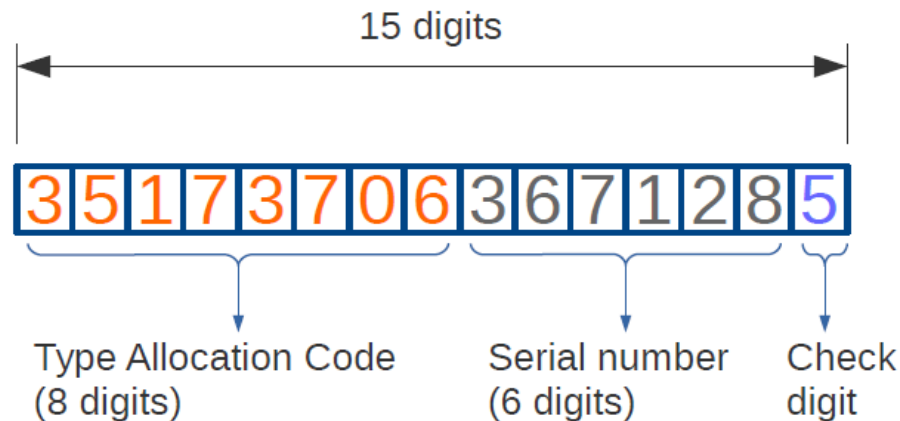 15 digits
351737063671285
Type Allocation Code
(8 digits)
Serial number
(6 digits)
Check
digit